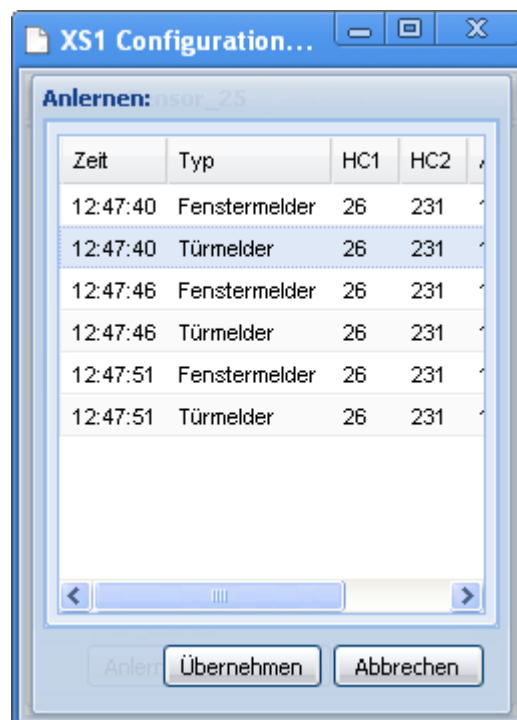 XS1 Configuration...
Anlernen: nsor_25
Zeit Typ HC1 HC2
12:47:40 Fenstermelder 26 231
12:47:40 Türmelder 26 231
12:47:46 Fenstermelder 26 231
12:47:46 Türmelder 26 231
12:47:51 Fenstermelder 26 231
12:47:51 Türmelder 26 231
Anlern Übernehmen Abbrechen